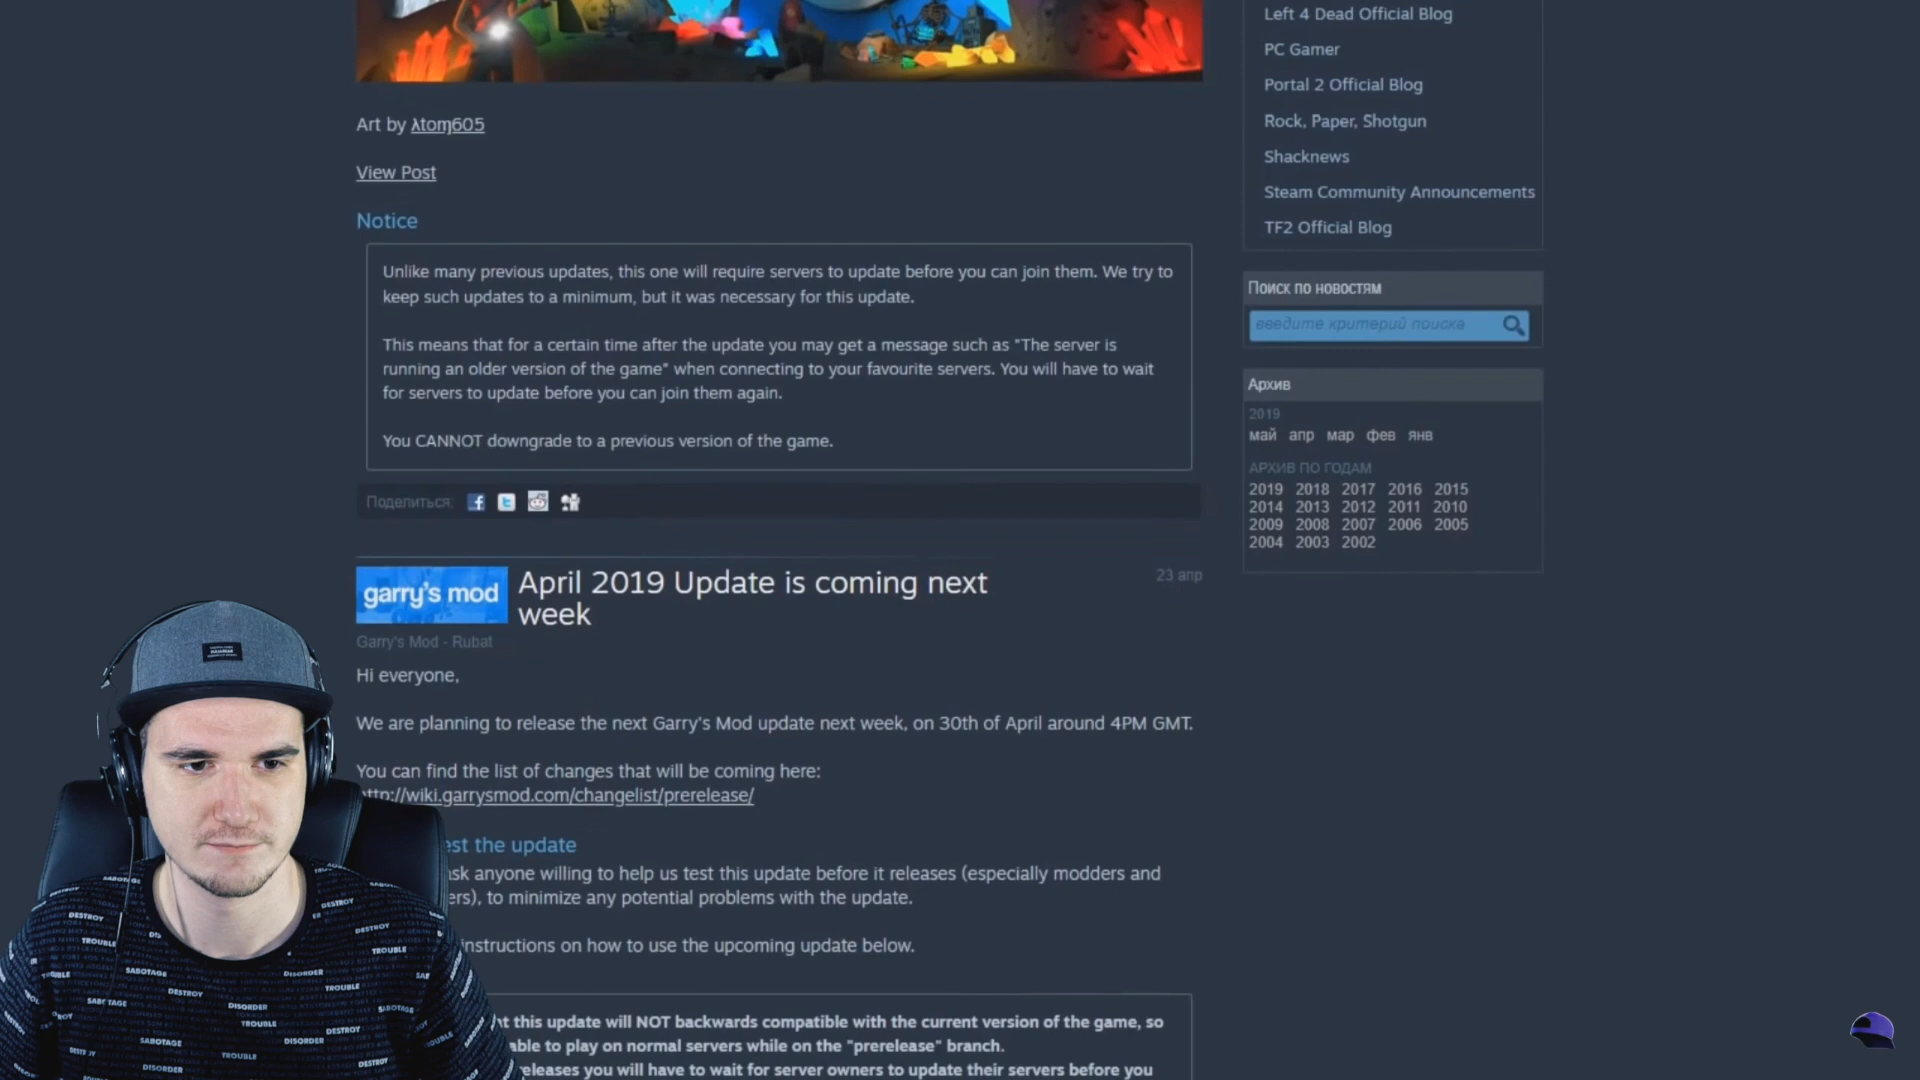 Art by λtomɱ605
View Post
Notice
Unlike many previous updates, this one will require servers to update before you can join them. We try to
keep such updates to a minimum, but it was necessary for this update.
This means that for a certain time after the update you may get a message such as "The server is
running an older version of the game" when connecting to your favourite servers. You will have to wait
for servers to update before you can join them again.
You CANNOT downgrade to a previous version of the game.
Поделиться:
garry's mod
April 2019 Update is coming next
week
23 апр
Garry's Mod - Rubat
Hi everyone,
We are planning to release the next Garry's Mod update next week, on 30th of April around 4PM GMT.
You can find the list of changes that will be coming here:
ttp://wiki.garrysmod.com/changelist/prerelease/
est the update
ask anyone willing to help us test this update before it releases (especially modders and
ers), to minimize any potential problems with the update.
instructions on how to use the upcoming update below.
t this update will NOT backwards compatible with the current version of the game, so
able to play on normal servers while on the "prerelease" branch.
eleases you will have to wait for server owners to update their servers before you
Left 4 Dead Official Blog
PC Gamer
Portal 2 Official Blog
Rock, Paper, Shotgun
Shacknews
Steam Community Announcements
TF2 Official Blog
Поиск по новостям
введите критерий поиска
Архив
2019
май апр мар фев янв
АРХИВ ПО ГОДАМ
2019 2018 2017 2016 2015
2014 2013 2012 2011 2010
2009 2008 2007 2006 2005
2004 2003 2002
DESTROY
TROUBLE
SABOTAGE
DISORDER